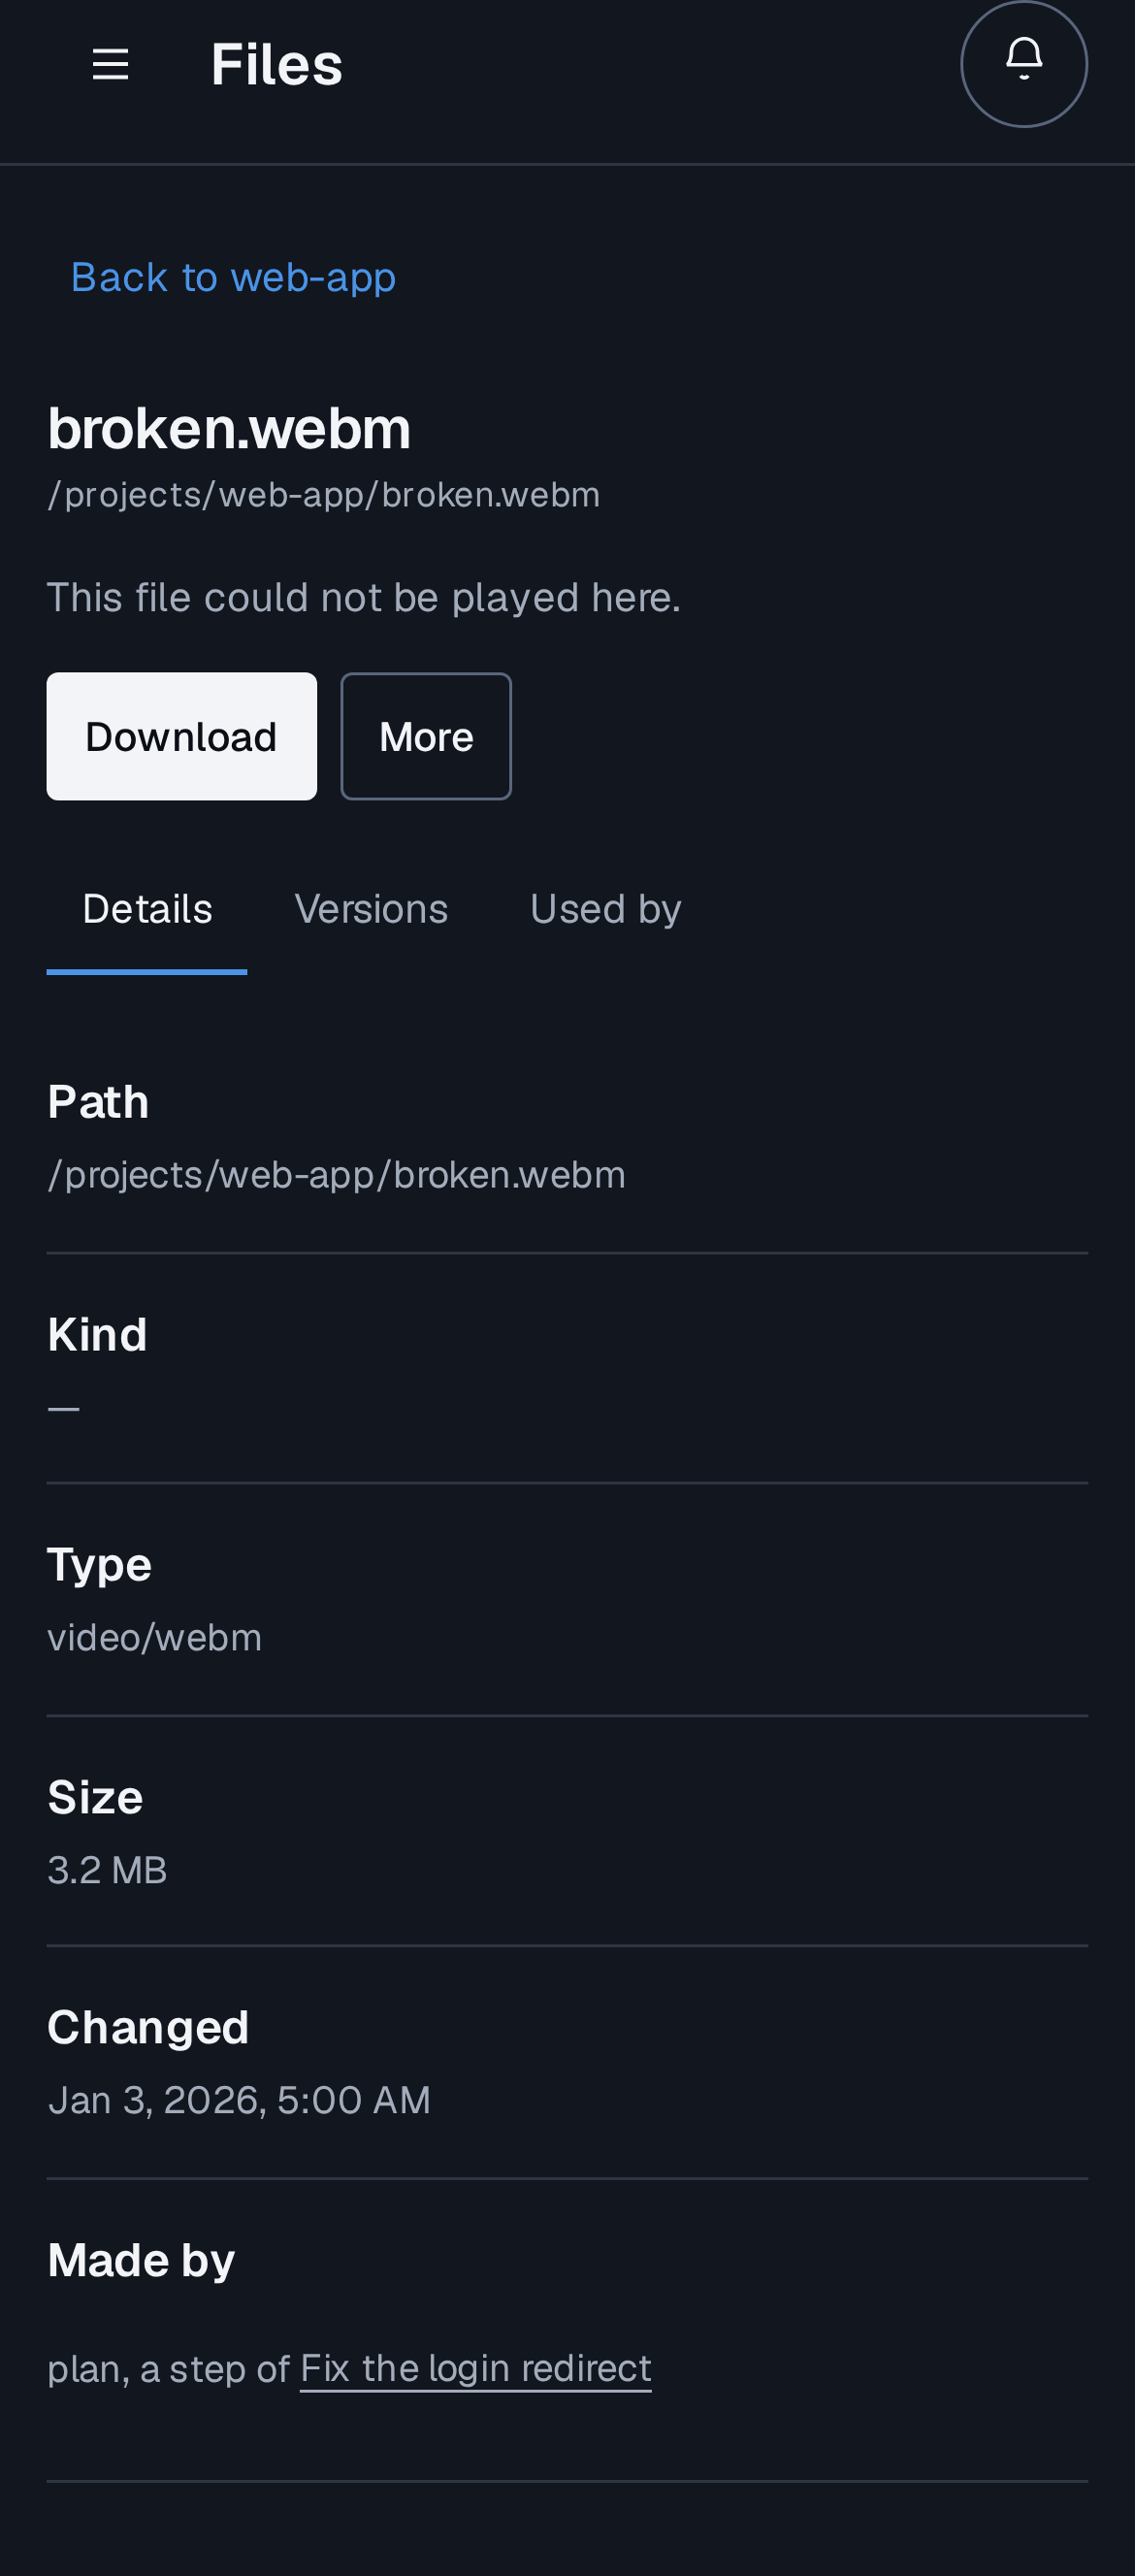 Files
Back to web-app
broken.webm
/projects/web-app/broken.webm
This file could not be played here.
Download
More
Details
Versions
Used by
Path
/projects/web-app/broken.webm
Kind
—
Type
video/webm
Size
3.2 MB
Changed
Jan 3, 2026, 5:00 AM
Made by
plan, a step of Fix the login redirect